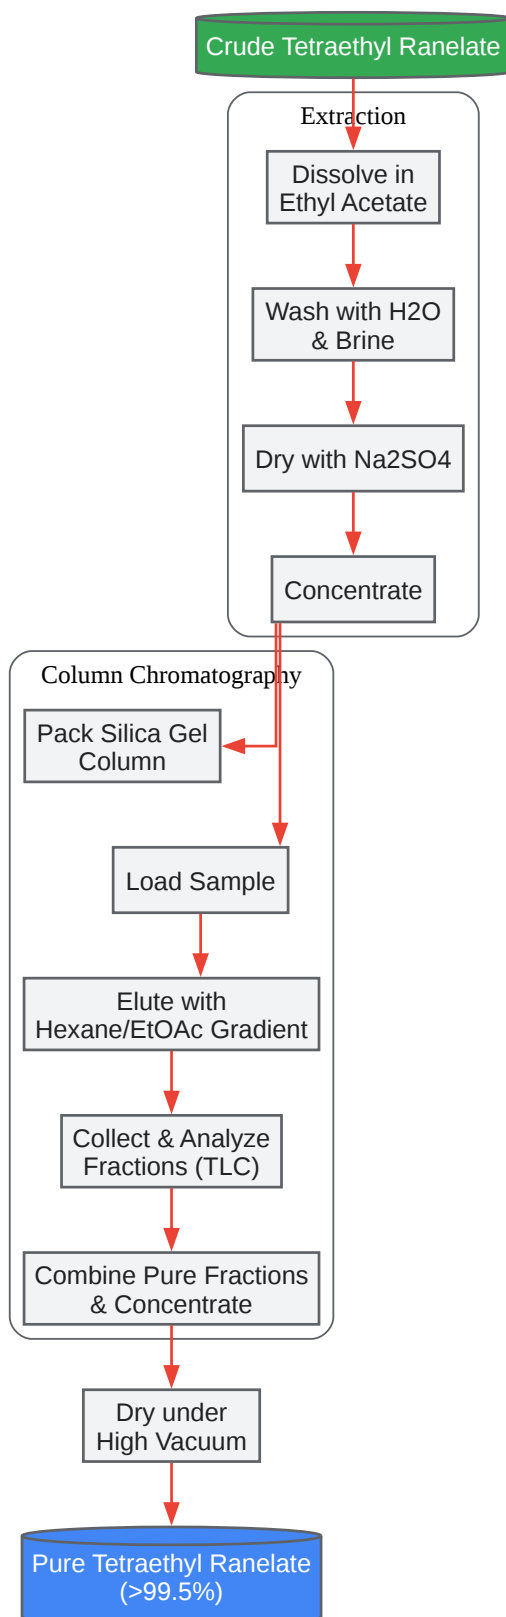 Crude Tetraethyl Ranelate
Extraction
Dissolve in
Ethyl Acetate
Wash with H2O
& Brine
Dry with Na2SO4
Concentrate
Column Chromatography
Pack Silica Gel
Column
Load Sample
Elute with
Hexane/EtOAc Gradient
Collect & Analyze
Fractions (TLC)
Combine Pure Fractions
& Concentrate
Dry under
High Vacuum
Pure Tetraethyl Ranelate
(>99.5%)